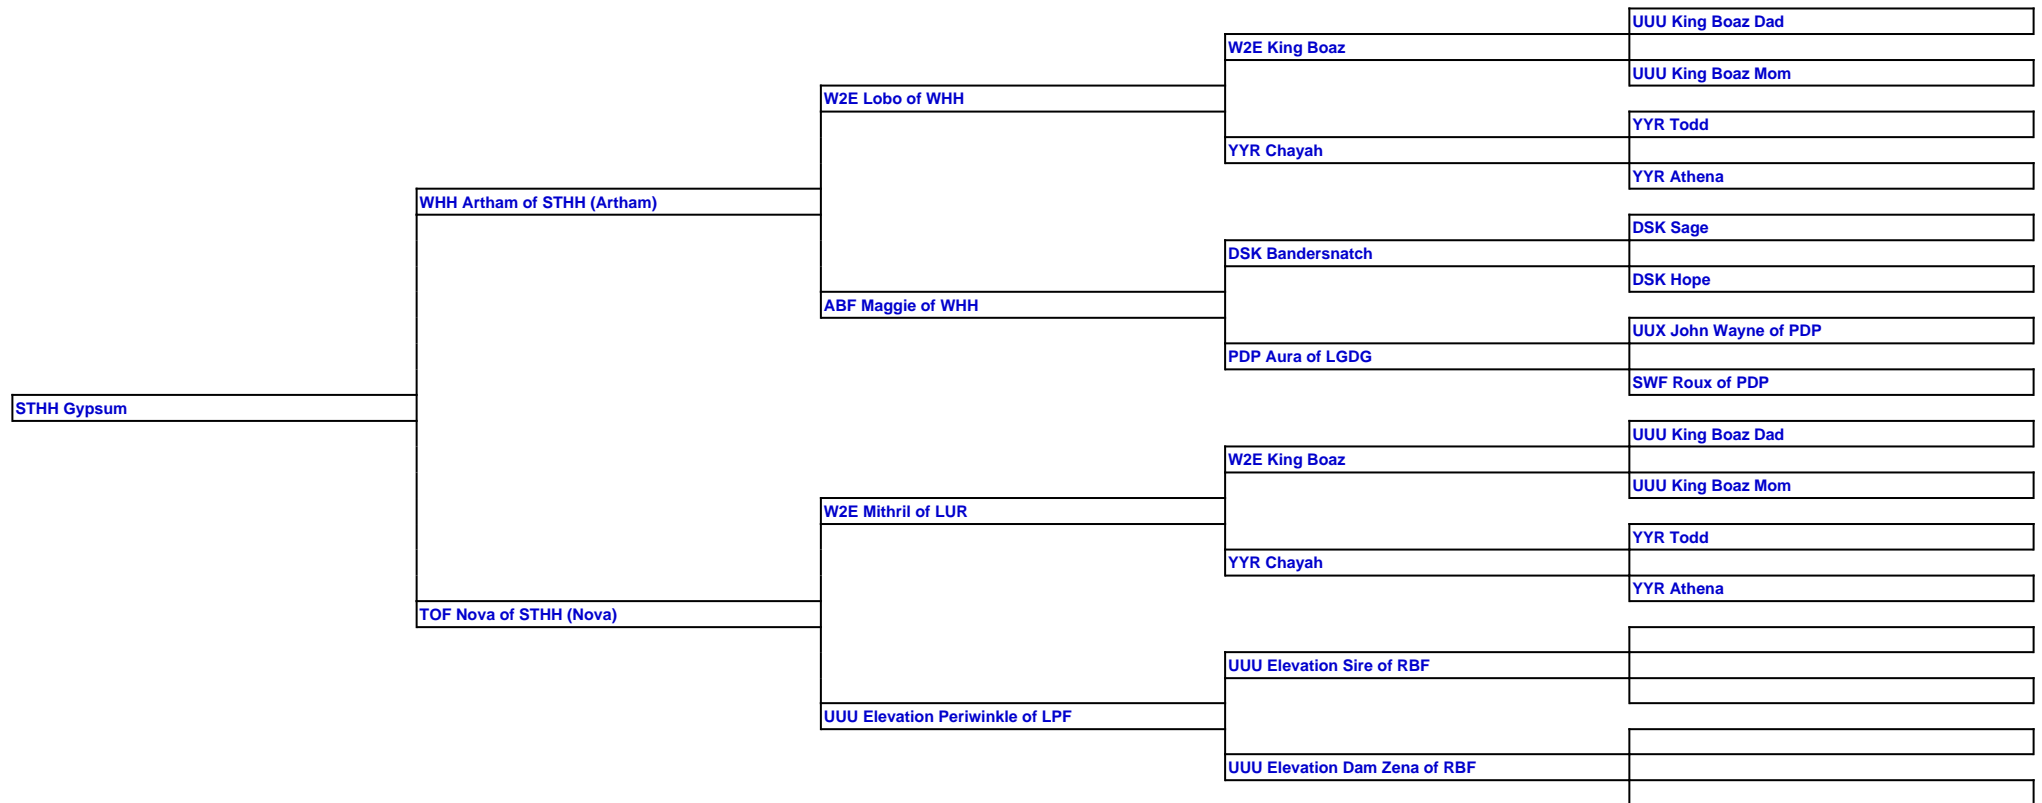 UUU King Boaz Dad
W2E King Boaz
UUU King Boaz Mom
W2E Lobo of WHH
YYR Todd
YYR Chayah
YYR Athena
WHH Artham of STHH (Artham)
DSK Sage
DSK Bandersnatch
DSK Hope
ABF Maggie of WHH
UUX John Wayne of PDP
PDP Aura of LGDG
SWF Roux of PDP
STHH Gypsum
UUU King Boaz Dad
W2E King Boaz
UUU King Boaz Mom
W2E Mithril of LUR
YYR Todd
YYR Chayah
YYR Athena
TOF Nova of STHH (Nova)
UUU Elevation Sire of RBF
UUU Elevation Periwinkle of LPF
UUU Elevation Dam Zena of RBF